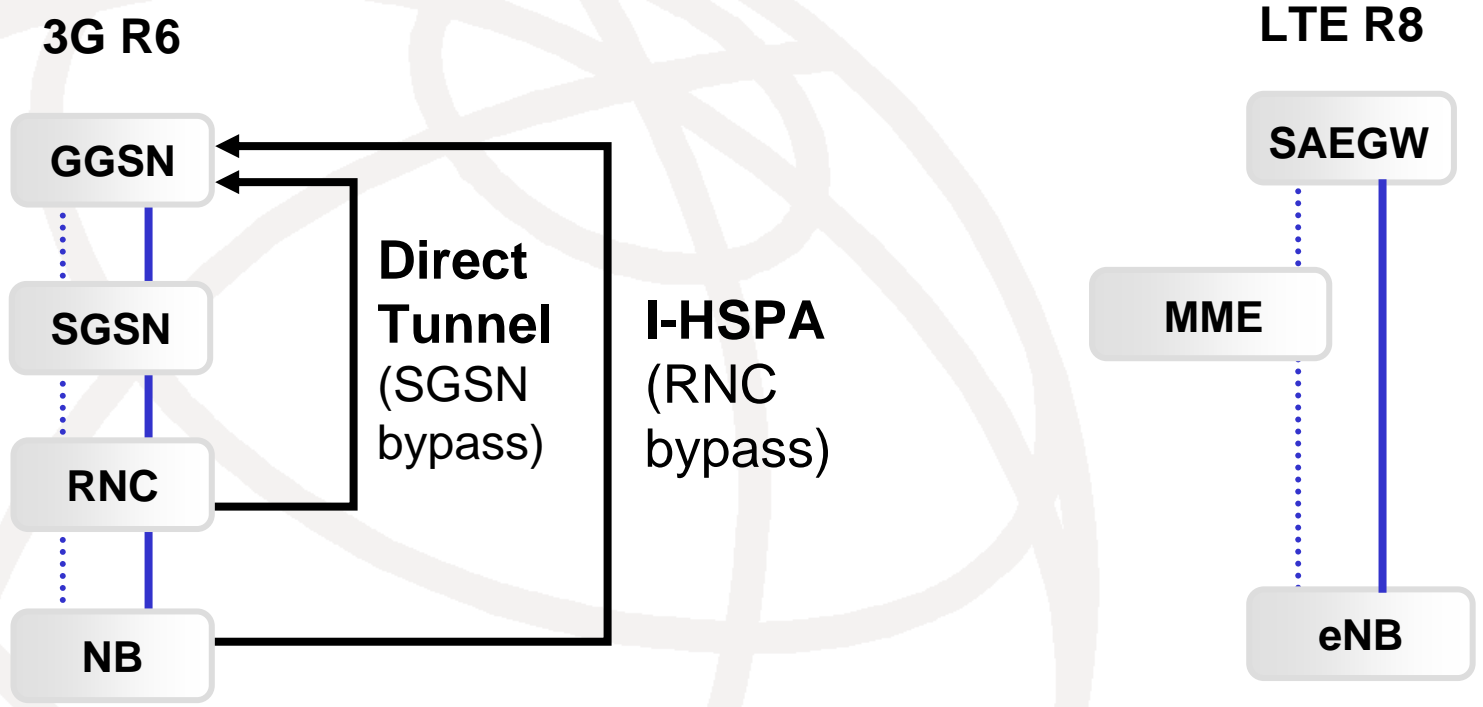 3G R6
GGSN
SGSN
RNC
NB
Direct
Tunnel
(SGSN
bypass)
I-HSPA
(RNC
bypass)
LTE R8
SAEGW
MME
eNB